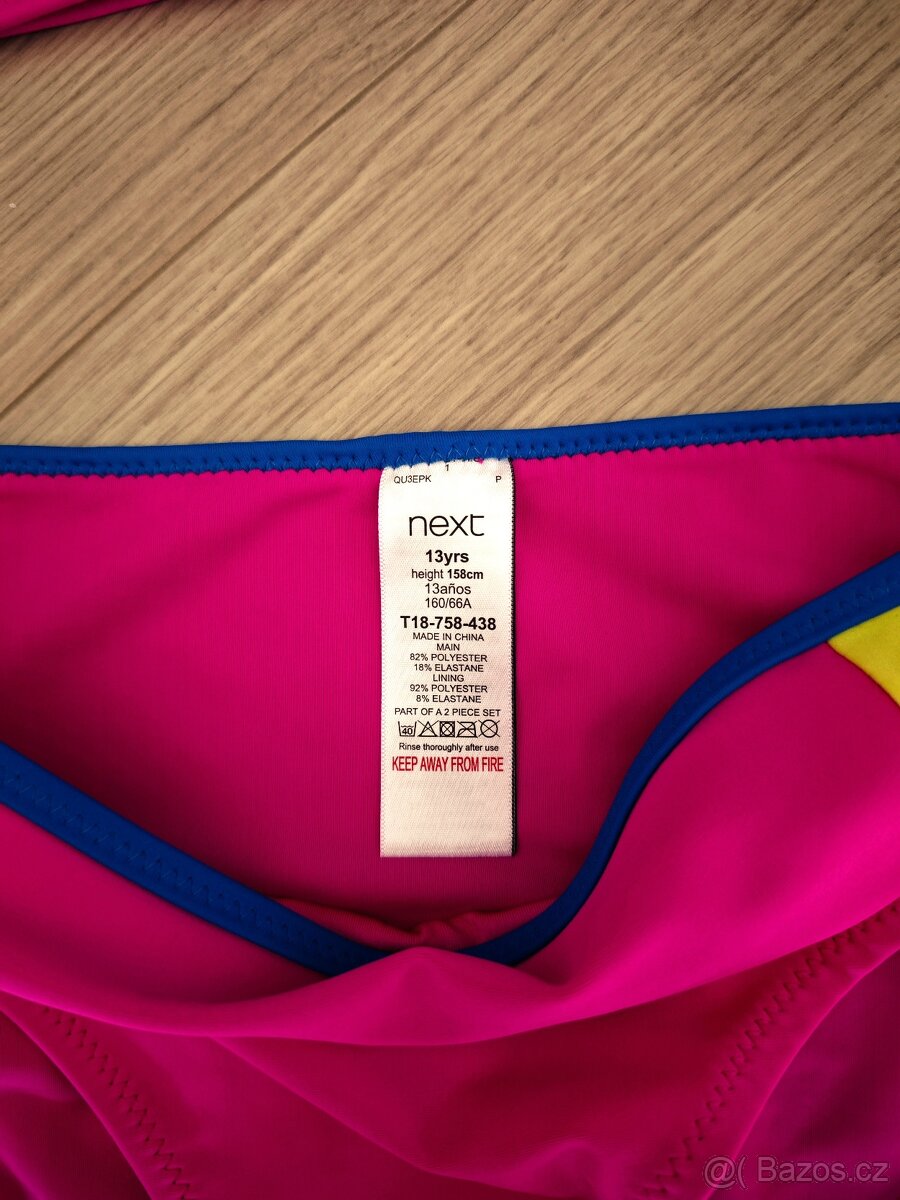 1
QU3EPK P
next
13yrs
height 158cm
13años
160/66A
T18-758-438
MADE IN CHINA
MAIN
82% POLYESTER
18% ELASTANE
LINING
92% POLYESTER
8% ELASTANE
PART OF A 2 PIECE SET
40
Rinse thoroughly after use
KEEP AWAY FROM FIRE
@( Bazos.cz